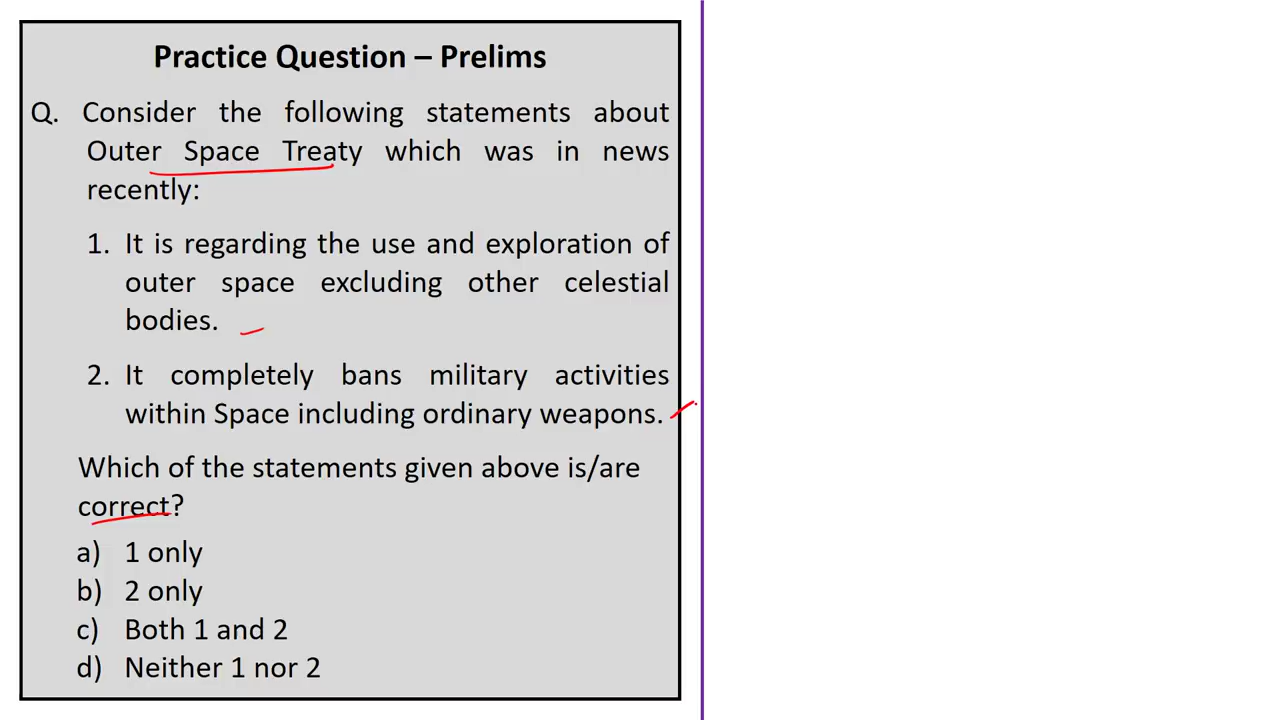 Practice Question – Prelims
Q. Consider the following statements about
Outer Space Treaty which was in news
recently:
1. It is regarding the use and exploration of
outer space excluding other celestial
bodies.
2. It completely bans military activities
within Space including ordinary weapons.
Which of the statements given above is/are
correct?
a) 1 only
b) 2 only
c) Both 1 and 2
d) Neither 1 nor 2